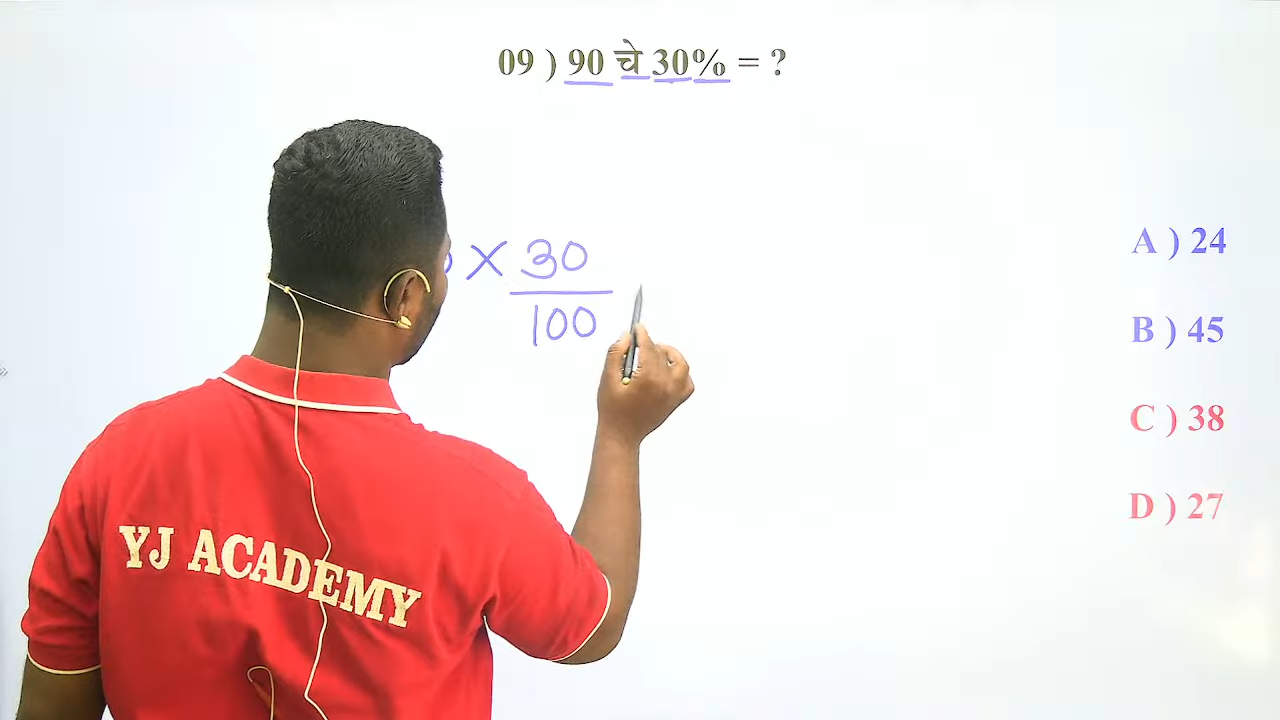 09 ) 90 चे 30% = ?
× 30
100
A ) 24
B ) 45
C ) 38
D ) 27
YJ ACADEMY